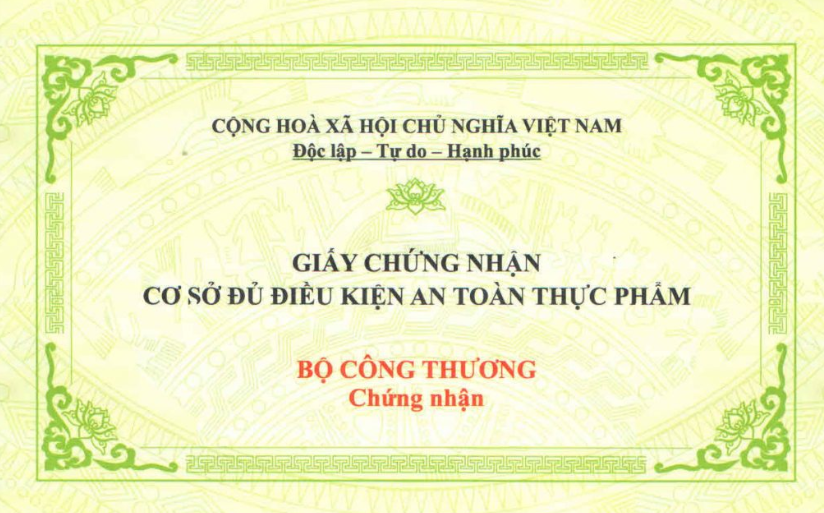 CỘNG HOÀ XÃ HỘI CHỦ NGHĨA VIỆT NAM
Độc lập – Tự do – Hạnh phúc
GIẤY CHỨNG NHẬN
CƠ SỞ ĐỦ ĐIỀU KIỆN AN TOÀN THỰC PHẨM
BỘ CÔNG THƯƠNG
Chứng nhận